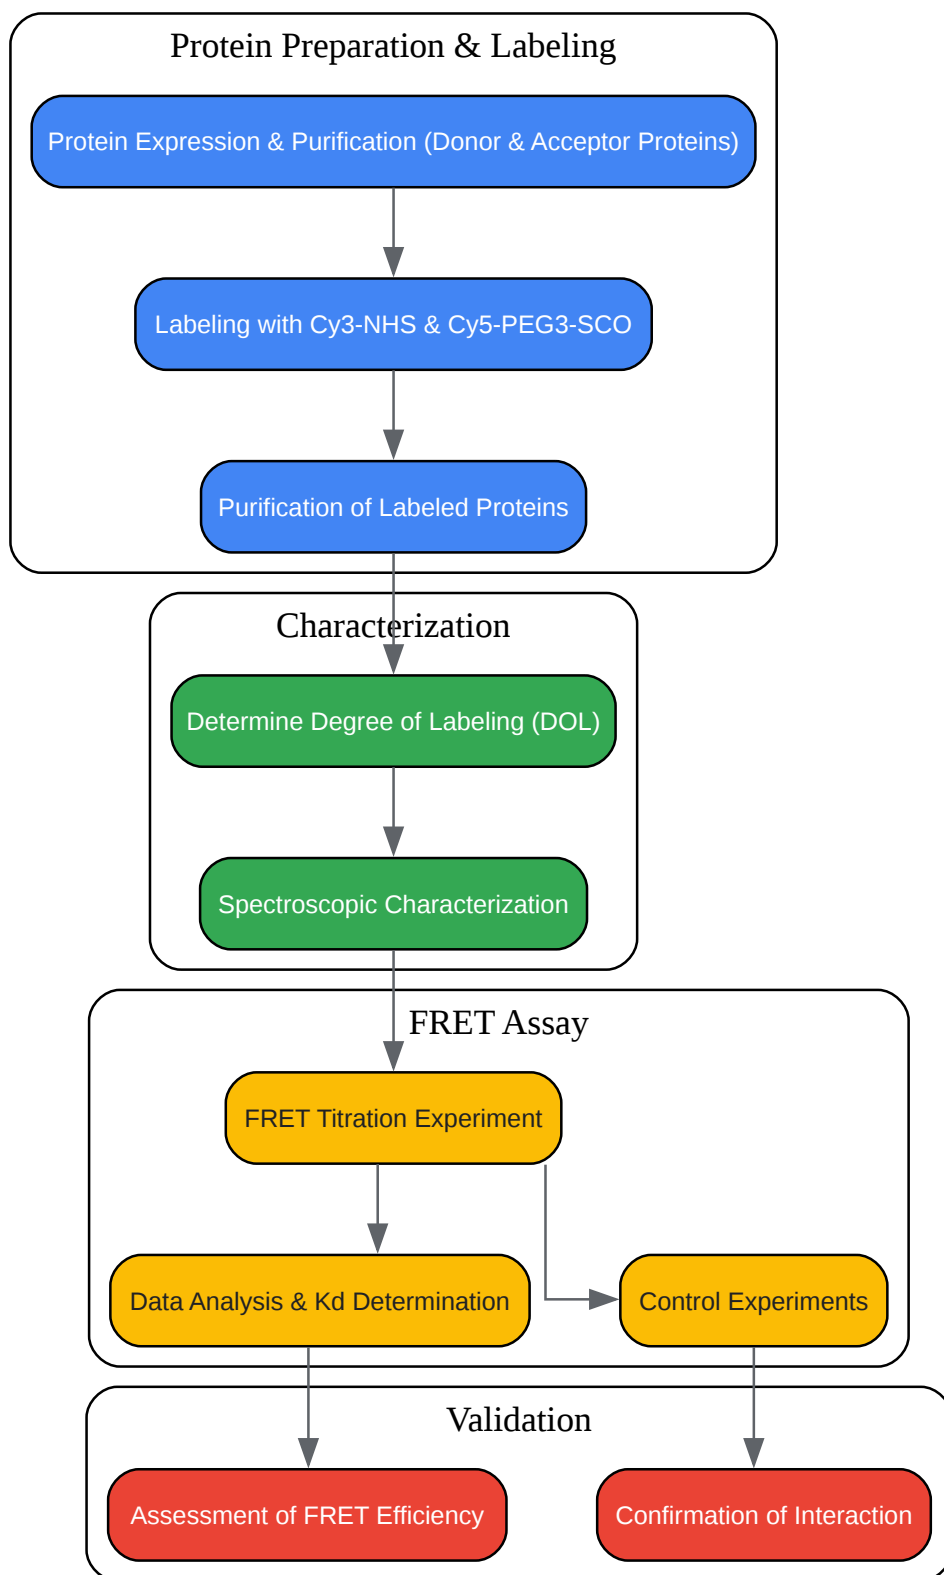 Protein Preparation & Labeling
Protein Expression & Purification (Donor & Acceptor Proteins)
Labeling with Cy3-NHS & Cy5-PEG3-SCO
Purification of Labeled Proteins
Characterization
Determine Degree of Labeling (DOL)
Spectroscopic Characterization
FRET Assay
FRET Titration Experiment
Data Analysis & Kd Determination
Control Experiments
Validation
Assessment of FRET Efficiency
Confirmation of Interaction